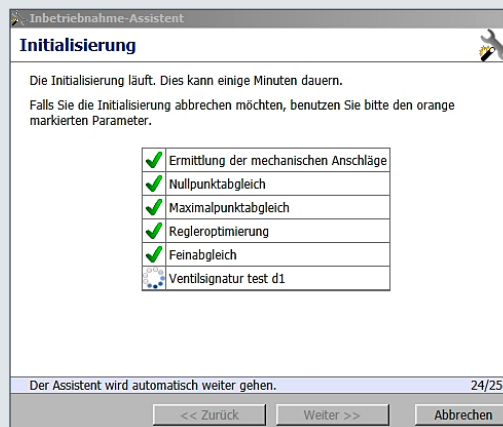 Inbetriebnahme-Assistent
Initialisierung
Die Initialisierung läuft. Dies kann einige Minuten dauern.
Falls Sie die Initialisierung abbrechen möchten, benutzen Sie bitte den orange
markierten Parameter.
Ermittlung der mechanischen Anschläge
Nullpunktabgleich
Maximalpunktabgleich
Regleroptimierung
Feinabgleich
Ventilsignatur test d1
Der Assistent wird automatisch weiter gehen. 24/25
<< Zurück Weiter >> Abbrechen